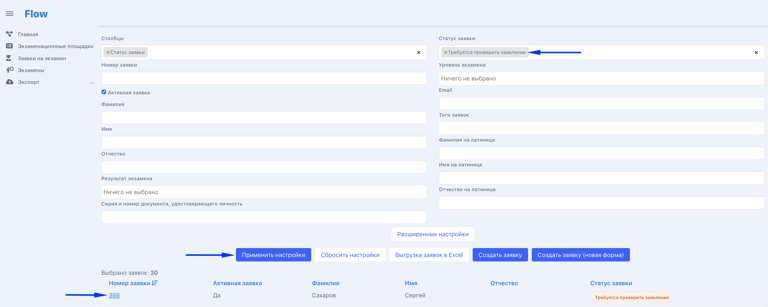 Flow
Главная
Экзаменационные площадки
Заявки на экзамен
Экзамены
Экспорт
Столбцы
× Статус заявки ×
Номер заявки
Активная заявка
Фамилия
Имя
Отчество
Результат экзамена
Ничего не выбрано
Серия и номер документа, удостоверяющего личность
Статус заявки
× Требуется проверить заявление ×
Уровень экзамена
Ничего не выбрано
Email
Теги заявок
Фамилия на латинице
Имя на латинице
Отчество на латинице
Расширенные настройки
Применить настройки Сбросить настройки Выгрузка заявок в Excel Создать заявку Создать заявку (новая форма)
Выбрано заявок: 30
Номер заявки Активная заявка Фамилия Имя Отчество Статус заявки
388 Да Сахаров Сергей Требуется проверить заявление